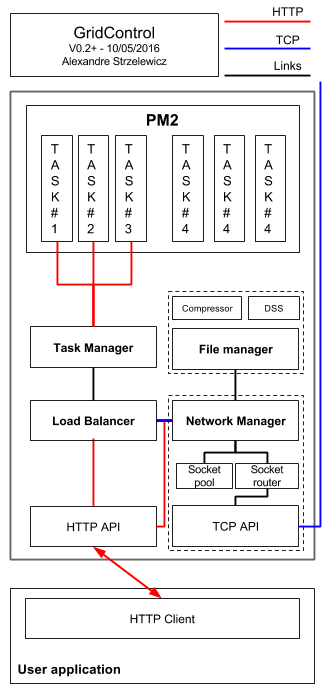 GridControl
V0.2+ - 10/05/2016
Alexandre Strzelewicz
HTTP
TCP
Links
PM2
TASK#1
TASK#2
TASK#3
TASK#4
TASK#4
TASK#4
Compressor
DSS
Task Manager
File manager
Load Balancer
Network Manager
Socket
pool
Socket
router
HTTP API
TCP API
HTTP Client
User application